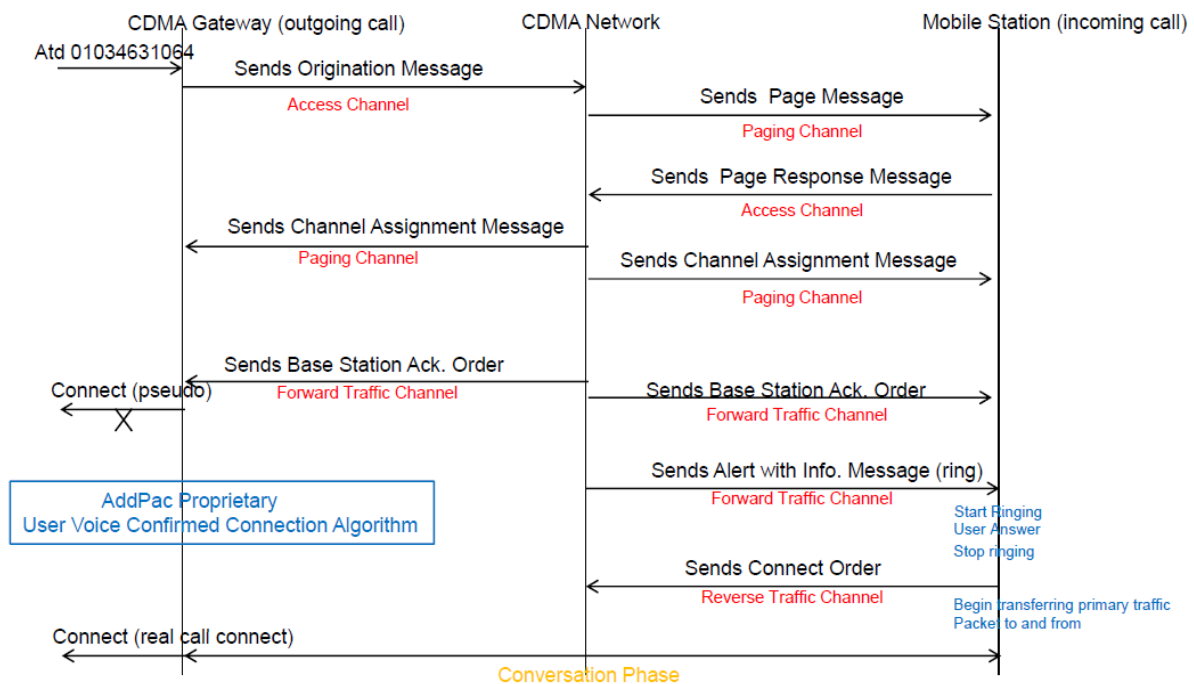 CDMA Gateway (outgoing call)
CDMA Network
Mobile Station (incoming call)
Atd 01034631064
Sends Origination Message
Access Channel
Sends Page Message
Paging Channel
Sends Page Response Message
Access Channel
Sends Channel Assignment Message
Paging Channel
Sends Channel Assignment Message
Paging Channel
Sends Base Station Ack. Order
Forward Traffic Channel
Connect (pseudo)
X
Sends Base Station Ack. Order
Forward Traffic Channel
Sends Alert with Info. Message (ring)
Forward Traffic Channel
AddPac Proprietary
User Voice Confirmed Connection Algorithm
Start Ringing
User Answer
Stop ringing
Sends Connect Order
Reverse Traffic Channel
Begin transferring primary traffic
Packet to and from
Connect (real call connect)
Conversation Phase